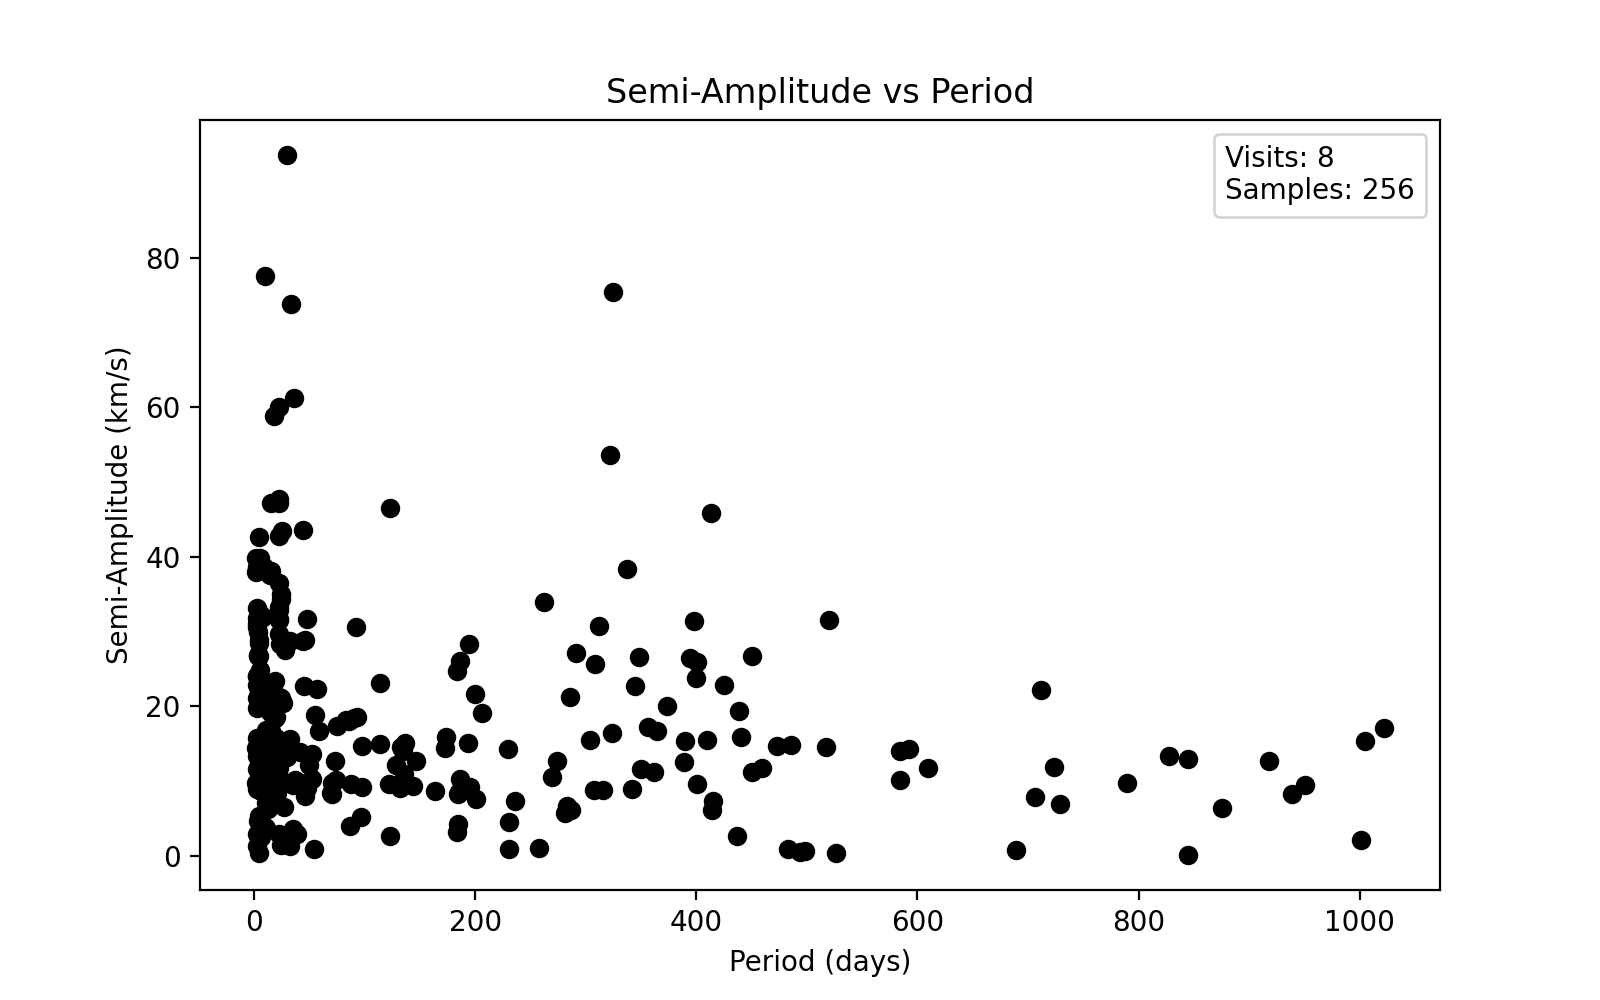 Semi-Amplitude vs Period
Visits: 8
Samples: 256
Semi-Amplitude (km/s)
80
60
40
20
0
0 200 400 600 800 1000
Period (days)